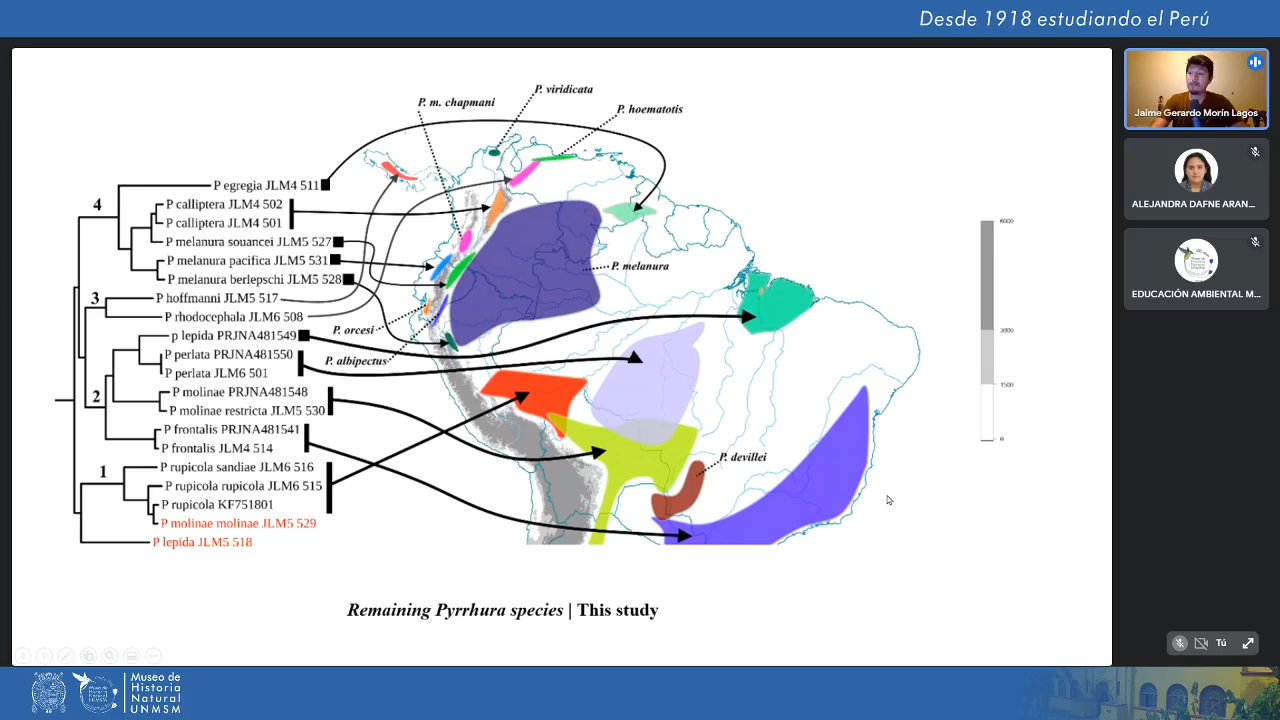 Desde 1918 estudiando el Perú
P. viridicata
P. m. chapmani
P. hoematotis
P egregia JLM4 511
P calliptera JLM4 502
P calliptera JLM4 501
P melanura souancei JLM5 527
P melanura pacifica JLM5 531
P melanura berlepschi JLM5 528
P hoffmanni JLM5 517
P rhodocephala JLM6 508
p lepida PRJNA481549
P perlata PRJNA481550
P perlata JLM6 501
P molinae PRJNA481548
P molinae restricta JLM5 530
P frontalis PRJNA481541
P frontalis JLM4 514
P rupicola sandiae JLM6 516
P rupicola rupicola JLM6 515
P rupicola KF751801
P molinae molinae JLM5 529
P lepida JLM5 518
4
3
2
1
P. melanura
P. orcesi
P. albipectus
P. devillei
6000
3000
1500
0
Remaining Pyrrhura species | This study
Jaime Gerardo Morín Lagos
ALEJANDRA DAFNE ARAN...
EDUCACIÓN AMBIENTAL M...
Tú
Museo de
Historia
Natural
UNMSM